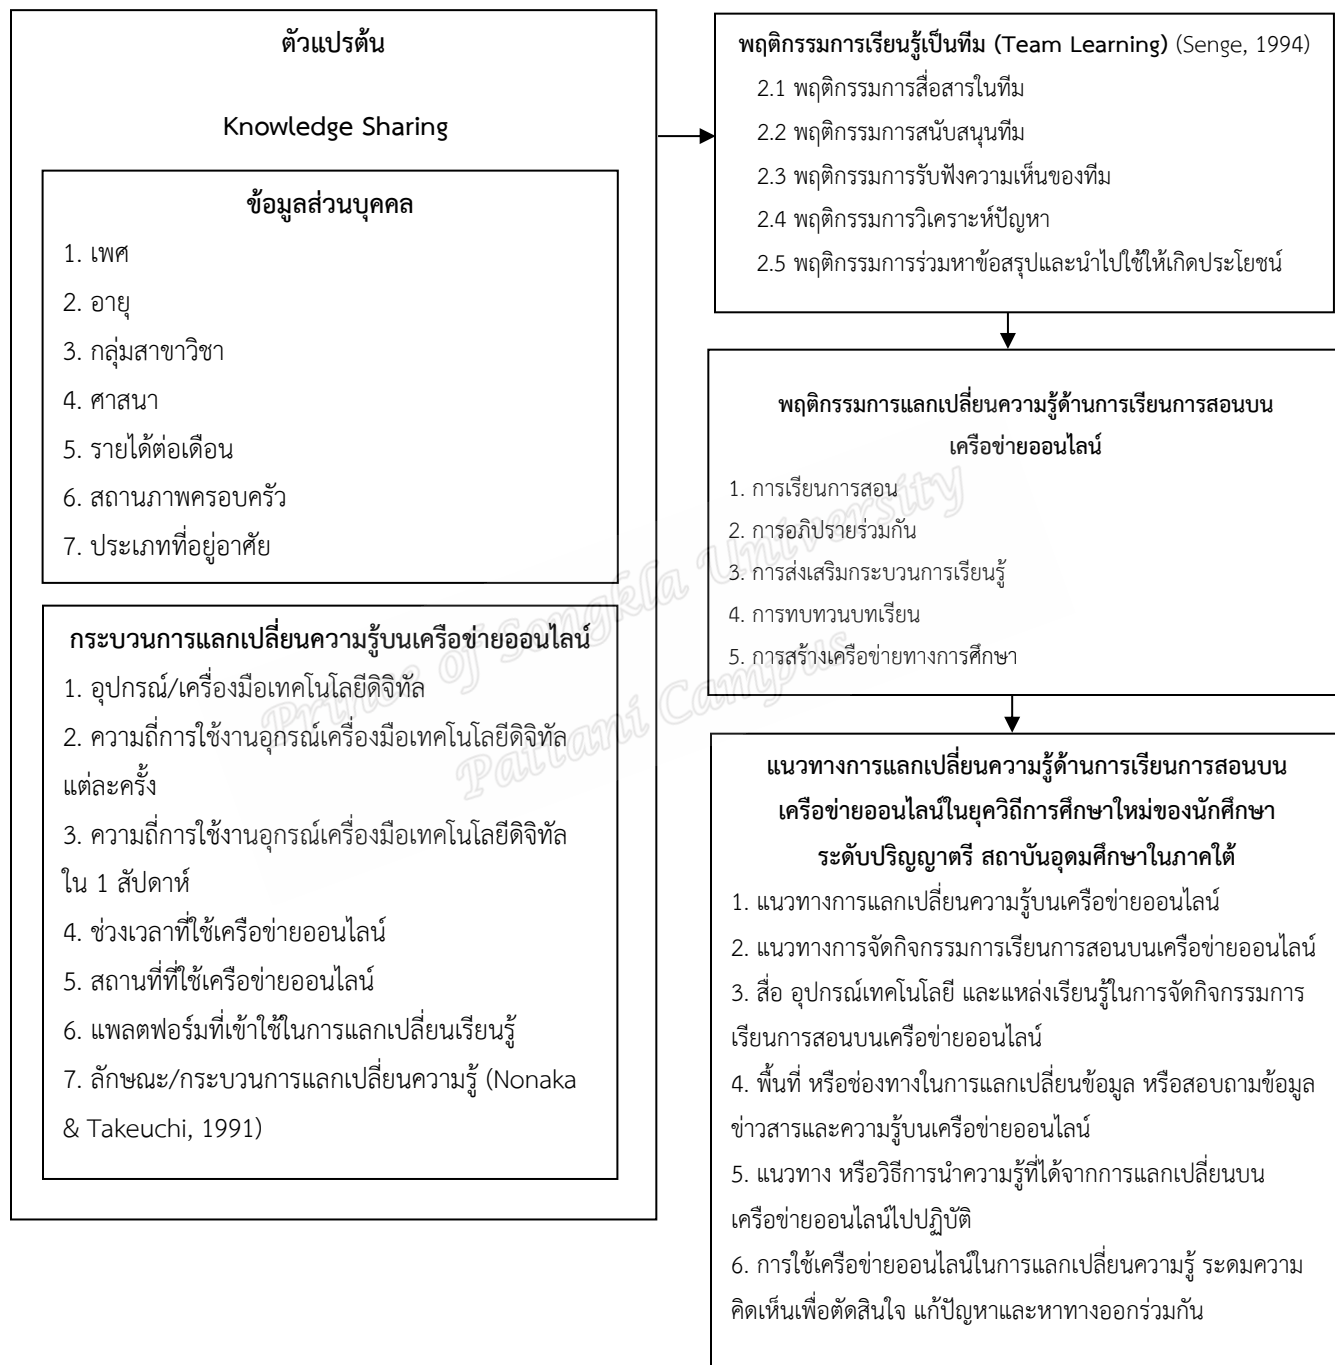 ตัวแปรต้น
Knowledge Sharing
ข้อมูลส่วนบุคคล
1. เพศ
2. อายุ
3. กลุ่มสาขาวิชา
4. ศาสนา
5. รายได้ต่อเดือน
6. สถานภาพครอบครัว
7. ประเภทที่อยู่อาศัย
กระบวนการแลกเปลี่ยนความรู้บนเครือข่ายออนไลน์
1. อุปกรณ์/เครื่องมือเทคโนโลยีดิจิทัล
2. ความถี่การใช้งานอุกรณ์เครื่องมือเทคโนโลยีดิจิทัล
แต่ละครั้ง
3. ความถี่การใช้งานอุกรณ์เครื่องมือเทคโนโลยีดิจิทัล
ใน 1 สัปดาห์
4. ช่วงเวลาที่ใช้เครือข่ายออนไลน์
5. สถานที่ที่ใช้เครือข่ายออนไลน์
6. แพลตฟอร์มที่เข้าใช้ในการแลกเปลี่ยนเรียนรู้
7. ลักษณะ/กระบวนการแลกเปลี่ยนความรู้ (Nonaka
& Takeuchi, 1991)
พฤติกรรมการเรียนรู้เป็นทีม (Team Learning) (Senge, 1994)
2.1 พฤติกรรมการสื่อสารในทีม
2.2 พฤติกรรมการสนับสนุนทีม
2.3 พฤติกรรมการรับฟังความเห็นของทีม
2.4 พฤติกรรมการวิเคราะห์ปัญหา
2.5 พฤติกรรมการร่วมหาข้อสรุปและนำไปใช้ให้เกิดประโยชน์
พฤติกรรมการแลกเปลี่ยนความรู้ด้านการเรียนการสอนบน
เครือข่ายออนไลน์
1. การเรียนการสอน
2. การอภิปรายร่วมกัน
3. การส่งเสริมกระบวนการเรียนรู้
4. การทบทวนบทเรียน
5. การสร้างเครือข่ายทางการศึกษา
แนวทางการแลกเปลี่ยนความรู้ด้านการเรียนการสอนบน
เครือข่ายออนไลน์ในยุควิถีการศึกษาใหม่ของนักศึกษา
ระดับปริญญาตรี สถาบันอุดมศึกษาในภาคใต้
1. แนวทางการแลกเปลี่ยนความรู้บนเครือข่ายออนไลน์
2. แนวทางการจัดกิจกรรมการเรียนการสอนบนเครือข่ายออนไลน์
3. สื่อ อุปกรณ์เทคโนโลยี และแหล่งเรียนรู้ในการจัดกิจกรรมการ
เรียนการสอนบนเครือข่ายออนไลน์
4. พื้นที่ หรือช่องทางในการแลกเปลี่ยนข้อมูล หรือสอบถามข้อมูล
ข่าวสารและความรู้บนเครือข่ายออนไลน์
5. แนวทาง หรือวิธีการนำความรู้ที่ได้จากการแลกเปลี่ยนบน
เครือข่ายออนไลน์ไปปฏิบัติ
6. การใช้เครือข่ายออนไลน์ในการแลกเปลี่ยนความรู้ ระดมความ
คิดเห็นเพื่อตัดสินใจ แก้ปัญหาและหาทางออกร่วมกัน
Prince of Songkla University
Pattani Campus